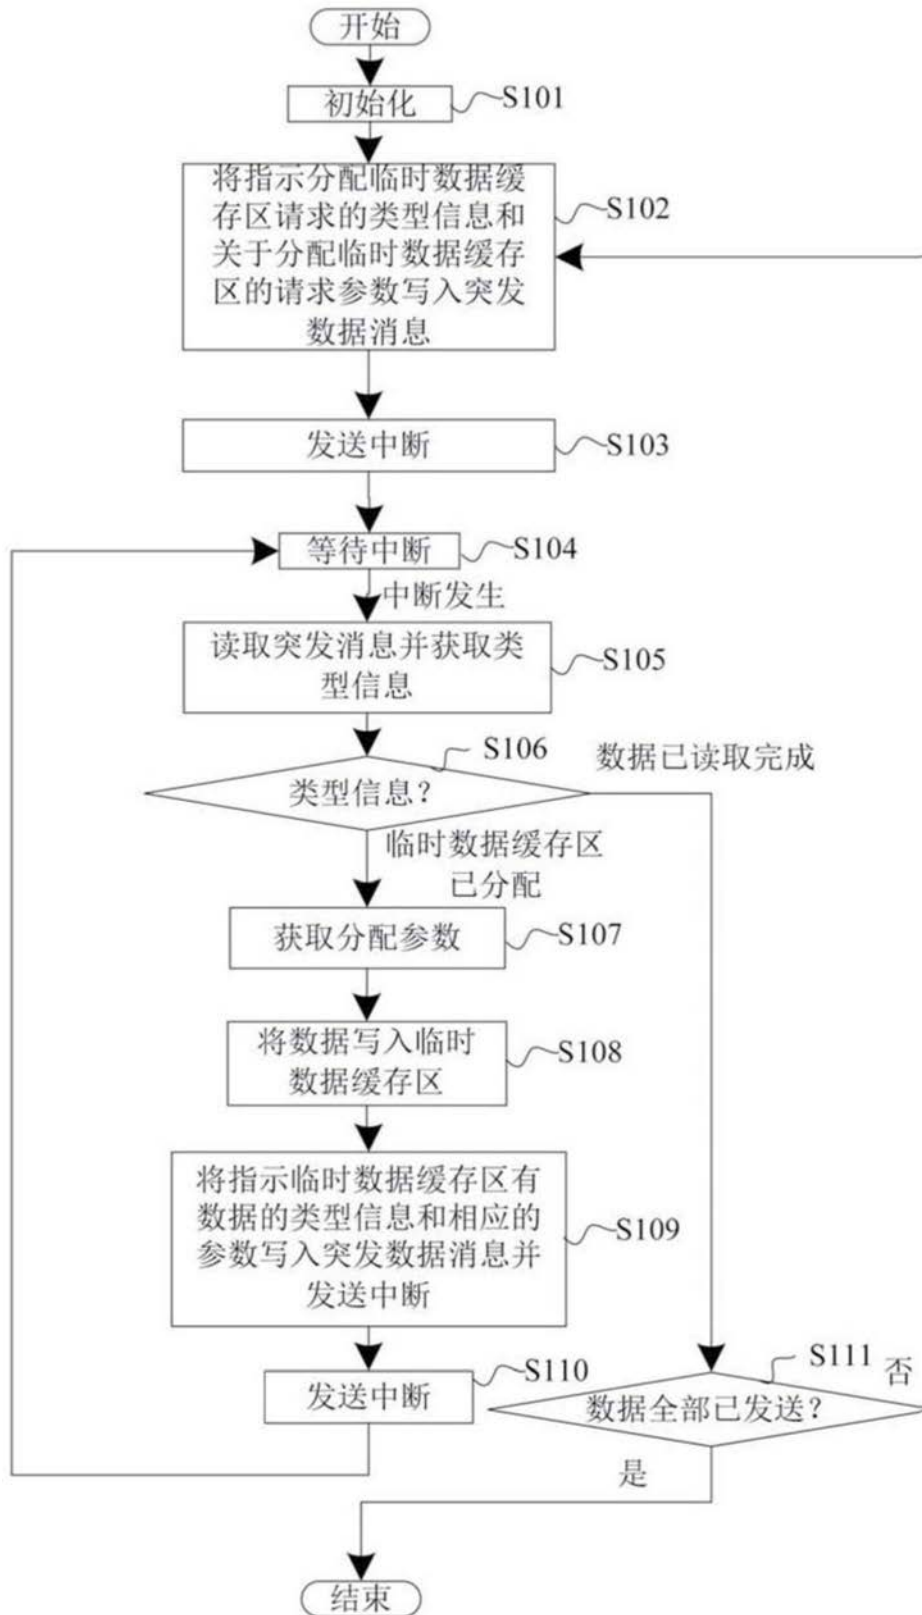 开始
初始化
S101
将指示分配临时数据缓
存区请求的类型信息和
关于分配临时数据缓存
区的请求参数写入突发
数据消息
S102
发送中断
S103
等待中断
S104
中断发生
读取突发消息并获取类
型信息
S105
S106
类型信息？
数据已读取完成
临时数据缓存区
已分配
获取分配参数
S107
将数据写入临时
数据缓存区
S108
将指示临时数据缓存区有
数据的类型信息和相应的
参数写入突发数据消息并
发送中断
S109
发送中断
S110
S111
数据全部已发送？
否
是
结束